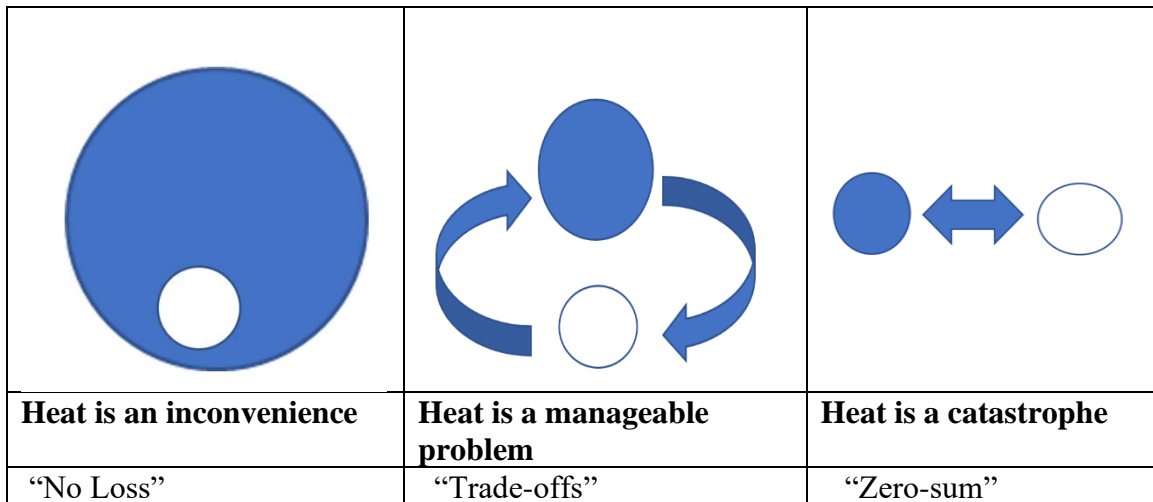 Heat is an inconvenience
Heat is a manageable
problem
Heat is a catastrophe
“No Loss”
“Trade-offs”
“Zero-sum”